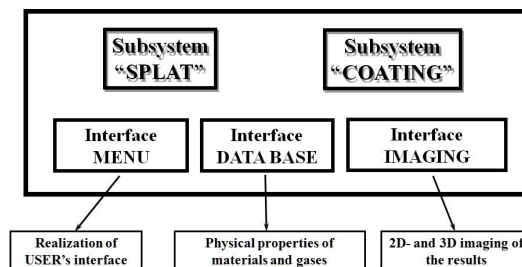 Subsystem
“SPLAT”
Subsystem
“COATING”
Interface
MENU
Interface
DATA BASE
Interface
IMAGING
Realization of
USER’s interface
Physical properties of
materials and gases
2D- and 3D imaging of
the results